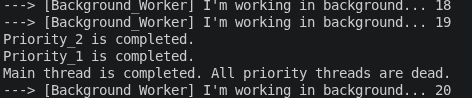 ---> [Background_Worker] I'm working in background... 18
---> [Background_Worker] I'm working in background... 19
Priority_2 is completed.
Priority_1 is completed.
Main thread is completed. All priority threads are dead.
---> [Background_Worker] I'm working in background... 20